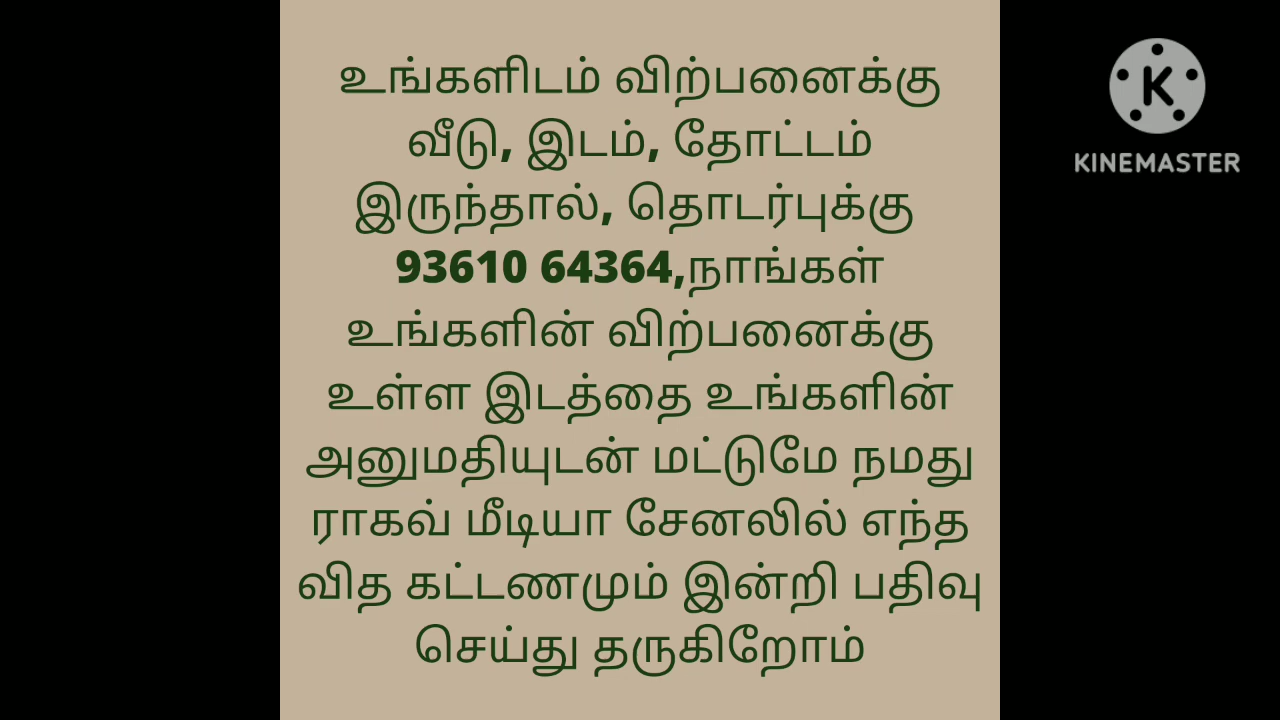 உங்களிடம் விற்பனைக்கு
வீடு, இடம், தோட்டம்
இருந்தால், தொடர்புக்கு
93610 64364,நாங்கள்
உங்களின் விற்பனைக்கு
உள்ள இடத்தை உங்களின்
அனுமதியுடன் மட்டுமே நமது
ராகவ் மீடியா சேனலில் எந்த
வித கட்டணமும் இன்றி பதிவு
செய்து தருகிறோம்
K
KINEMASTER